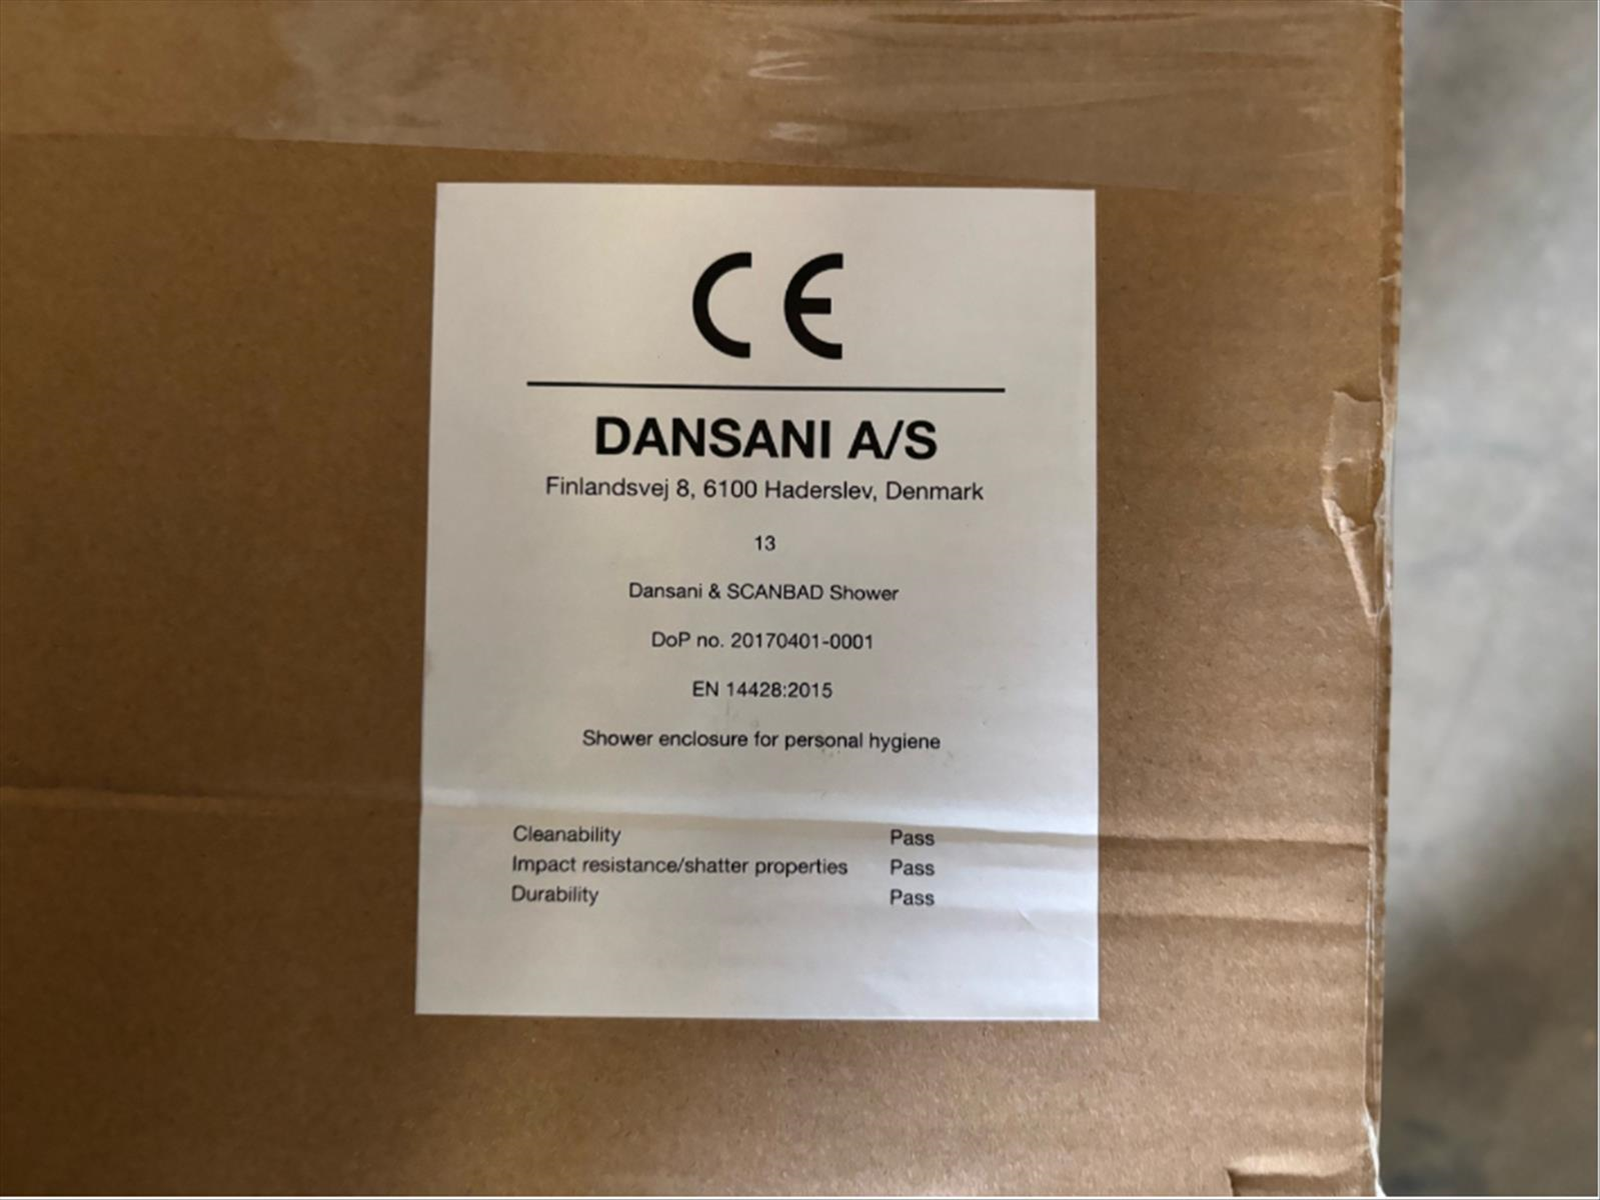 CE
DANSANI A/S
Finlandsvej 8, 6100 Haderslev, Denmark
13
Dansani & SCANBAD Shower
DoP no. 20170401-0001
EN 14428:2015
Shower enclosure for personal hygiene
Cleanability Pass
Impact resistance/shatter properties Pass
Durability Pass